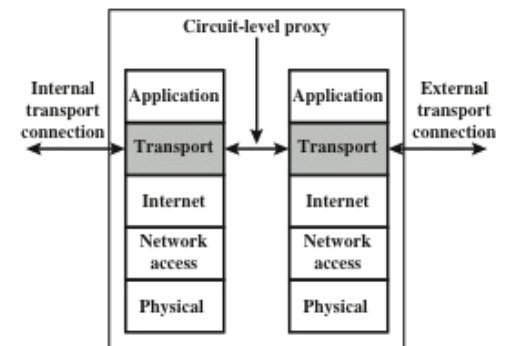 Circuit-level proxy
Internal
transport
connection
External
transport
connection
Application
Application
Transport
Transport
Internet
Internet
Network
access
Network
access
Physical
Physical